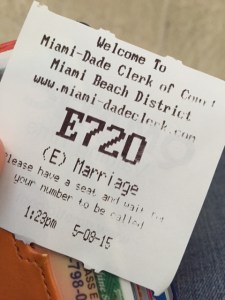 Welcome To
Miami-Dade Clerk of Court
Miami Beach District
www.miami-dadeclerk.com
E720
(E) Marriage
Please have a seat and wait for
your number to be called
1:23pm 5-08-15